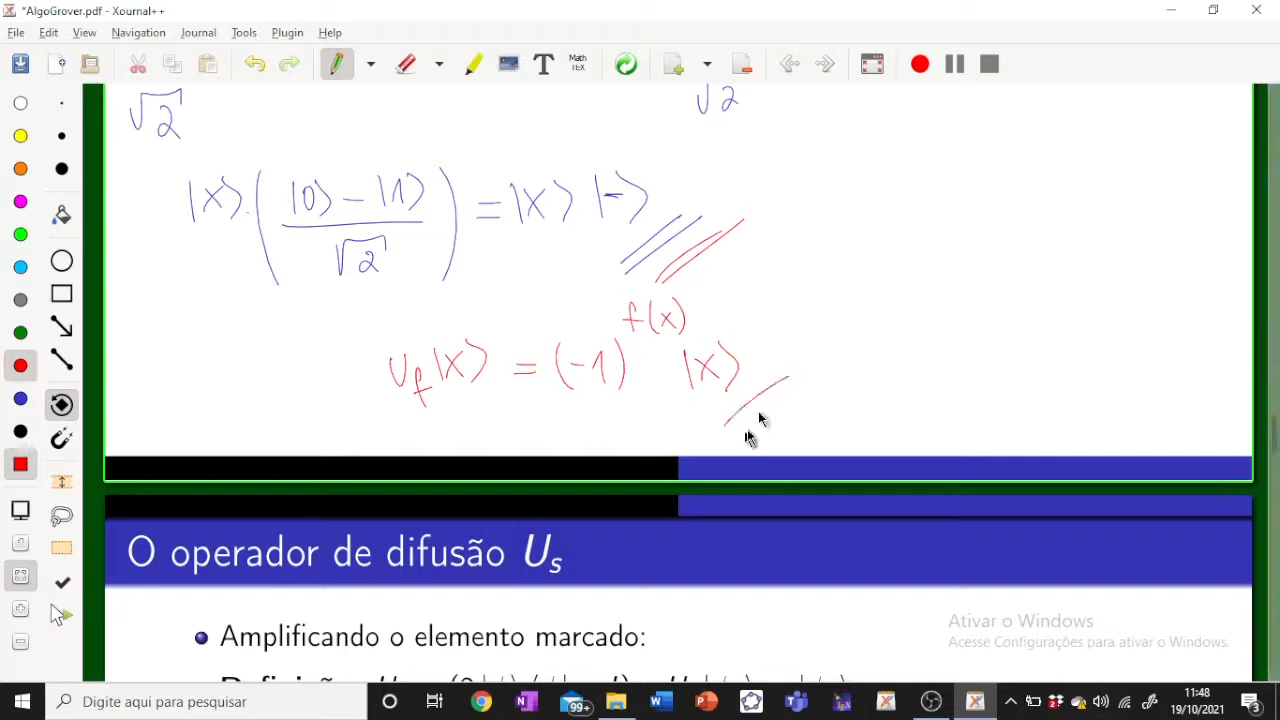 *AlgoGrover.pdf - Xournal++
File Edit View Navigation Journal Tools Plugin Help
T Math TEX
√2 √2
|x⟩.( |0⟩ - |1⟩ / √2 ) = |x⟩ |-⟩
f(x)
U_f |x⟩ = (-1) |x⟩
O operador de difusão U_s
Amplificando o elemento marcado:
Ativar o Windows
Acesse Configurações para ativar o Windows.
Digite aqui para pesquisar
99+
11:48
19/10/2021
3